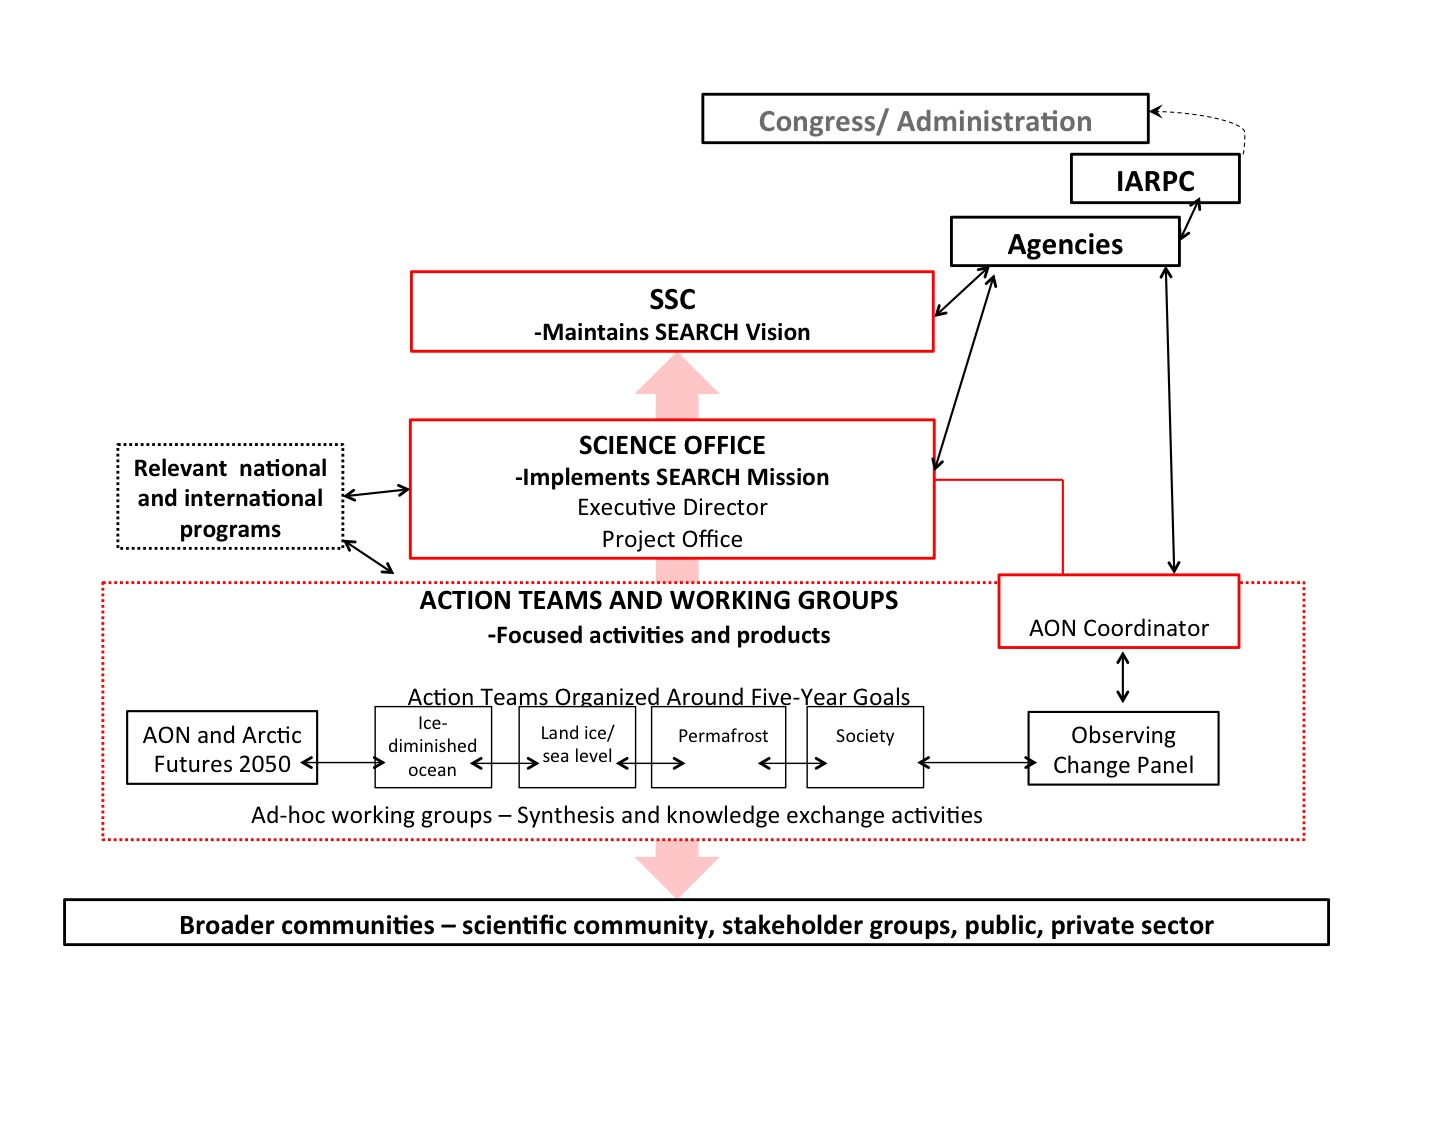 Congress/ Administration
IARPC
Agencies
SSC
-Maintains SEARCH Vision
SCIENCE OFFICE
-Implements SEARCH Mission
Executive Director
Project Office
Relevant national
and international
programs
ACTION TEAMS AND WORKING GROUPS
-Focused activities and products
AON Coordinator
Action Teams Organized Around Five-Year Goals
AON and Arctic
Futures 2050
Ice-
diminished
ocean
Land ice/
sea level
Permafrost
Society
Observing
Change Panel
Ad-hoc working groups – Synthesis and knowledge exchange activities
Broader communities – scientific community, stakeholder groups, public, private sector